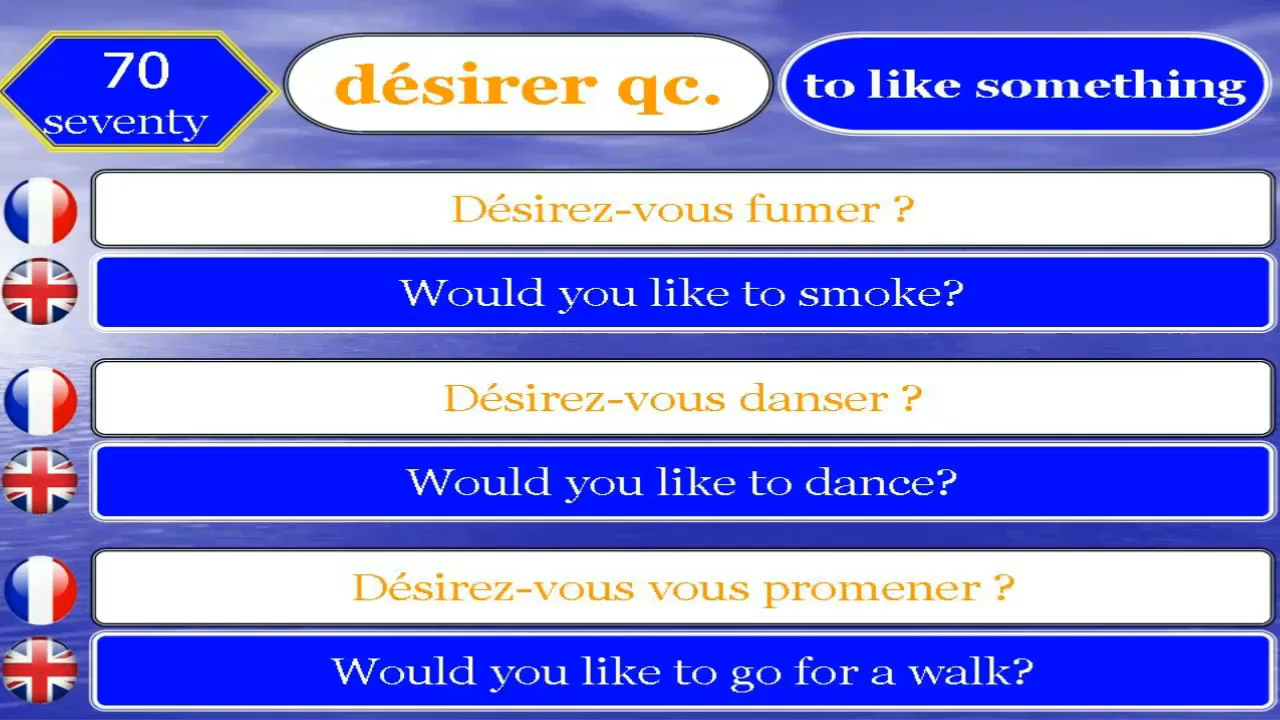 70
seventy
désirer qc.
to like something
Désirez-vous fumer ?
Would you like to smoke?
Désirez-vous danser ?
Would you like to dance?
Désirez-vous vous promener ?
Would you like to go for a walk?